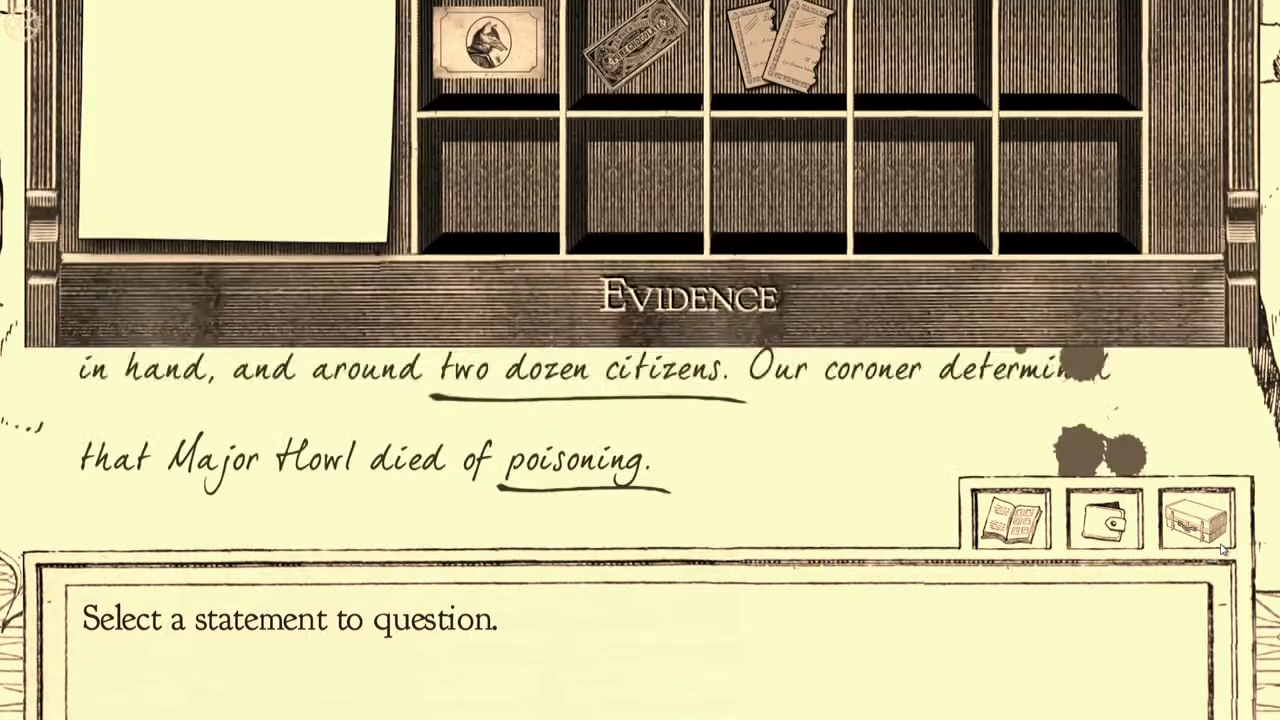 EVIDENCE
in hand, and around two dozen citizens. Our coroner
that Major Howl died of poisoning.
Select a statement to question.